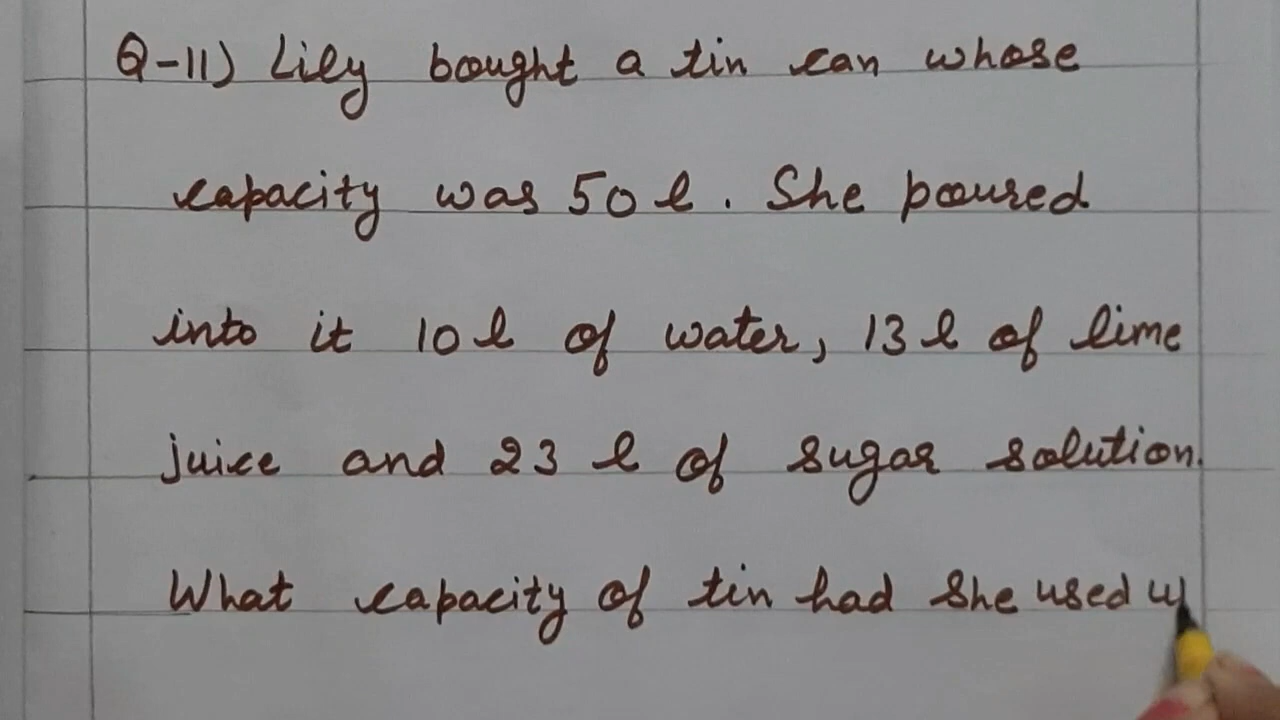 Q-11) Lily bought a tin can whose
capacity was 50 l. She poured
into it 10 l of water, 13 l of lime
juice and 23 l of sugar solution.
What capacity of tin had she used